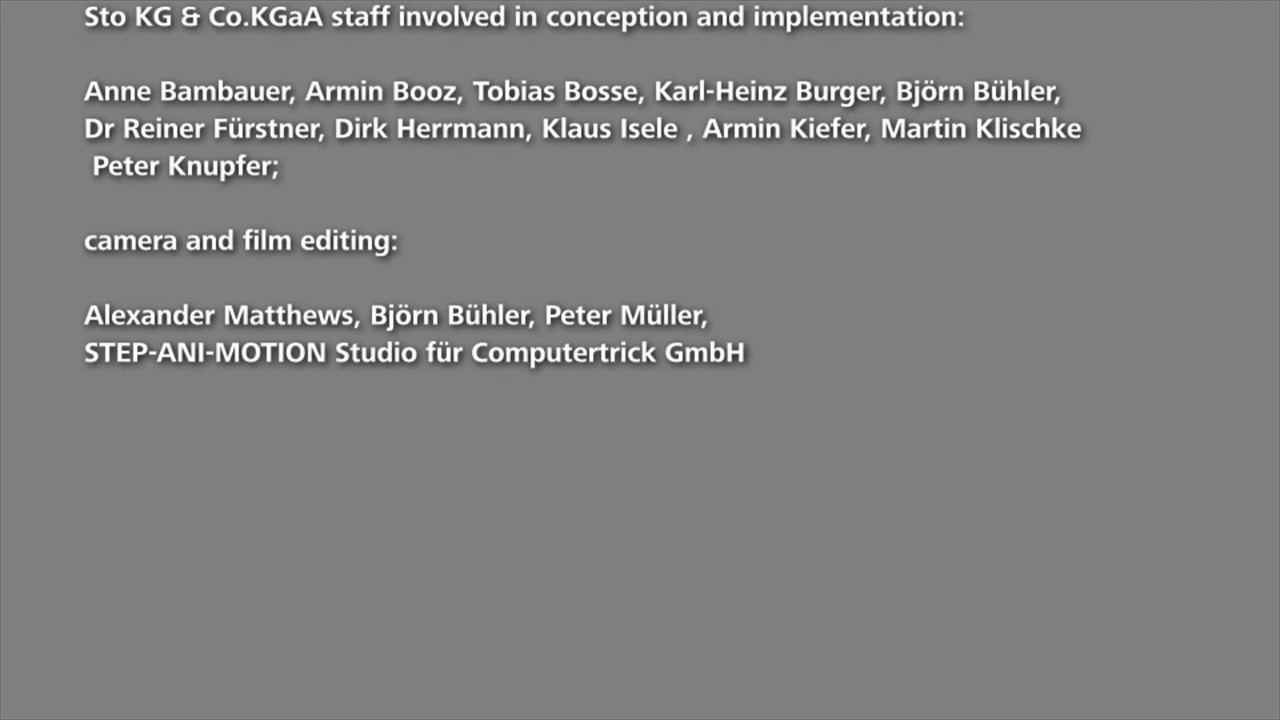 Sto KG & Co.KGaA staff involved in conception and implementation:
Anne Bambauer, Armin Booz, Tobias Bosse, Karl-Heinz Burger, Björn Bühler,
Dr Reiner Fürstner, Dirk Herrmann, Klaus Isele , Armin Kiefer, Martin Klischke
Peter Knupfer;
camera and film editing:
Alexander Matthews, Björn Bühler, Peter Müller,
STEP-ANI-MOTION Studio für Computertrick GmbH